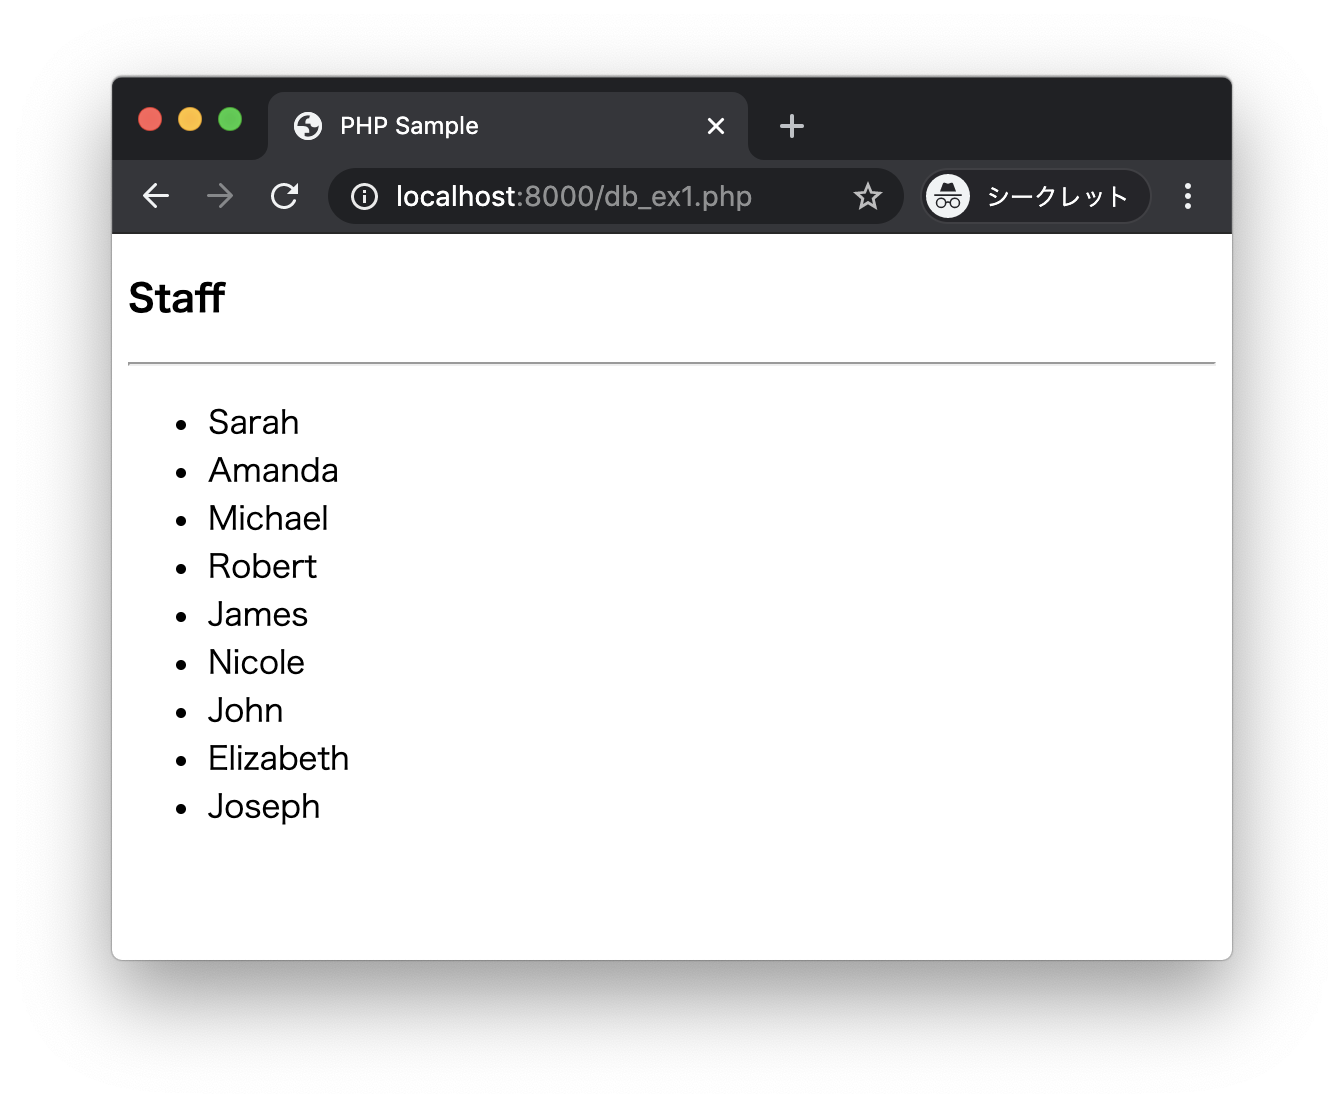 PHP Sample
localhost:8000/db_ex1.php
シークレット
Staff
Sarah
Amanda
Michael
Robert
James
Nicole
John
Elizabeth
Joseph